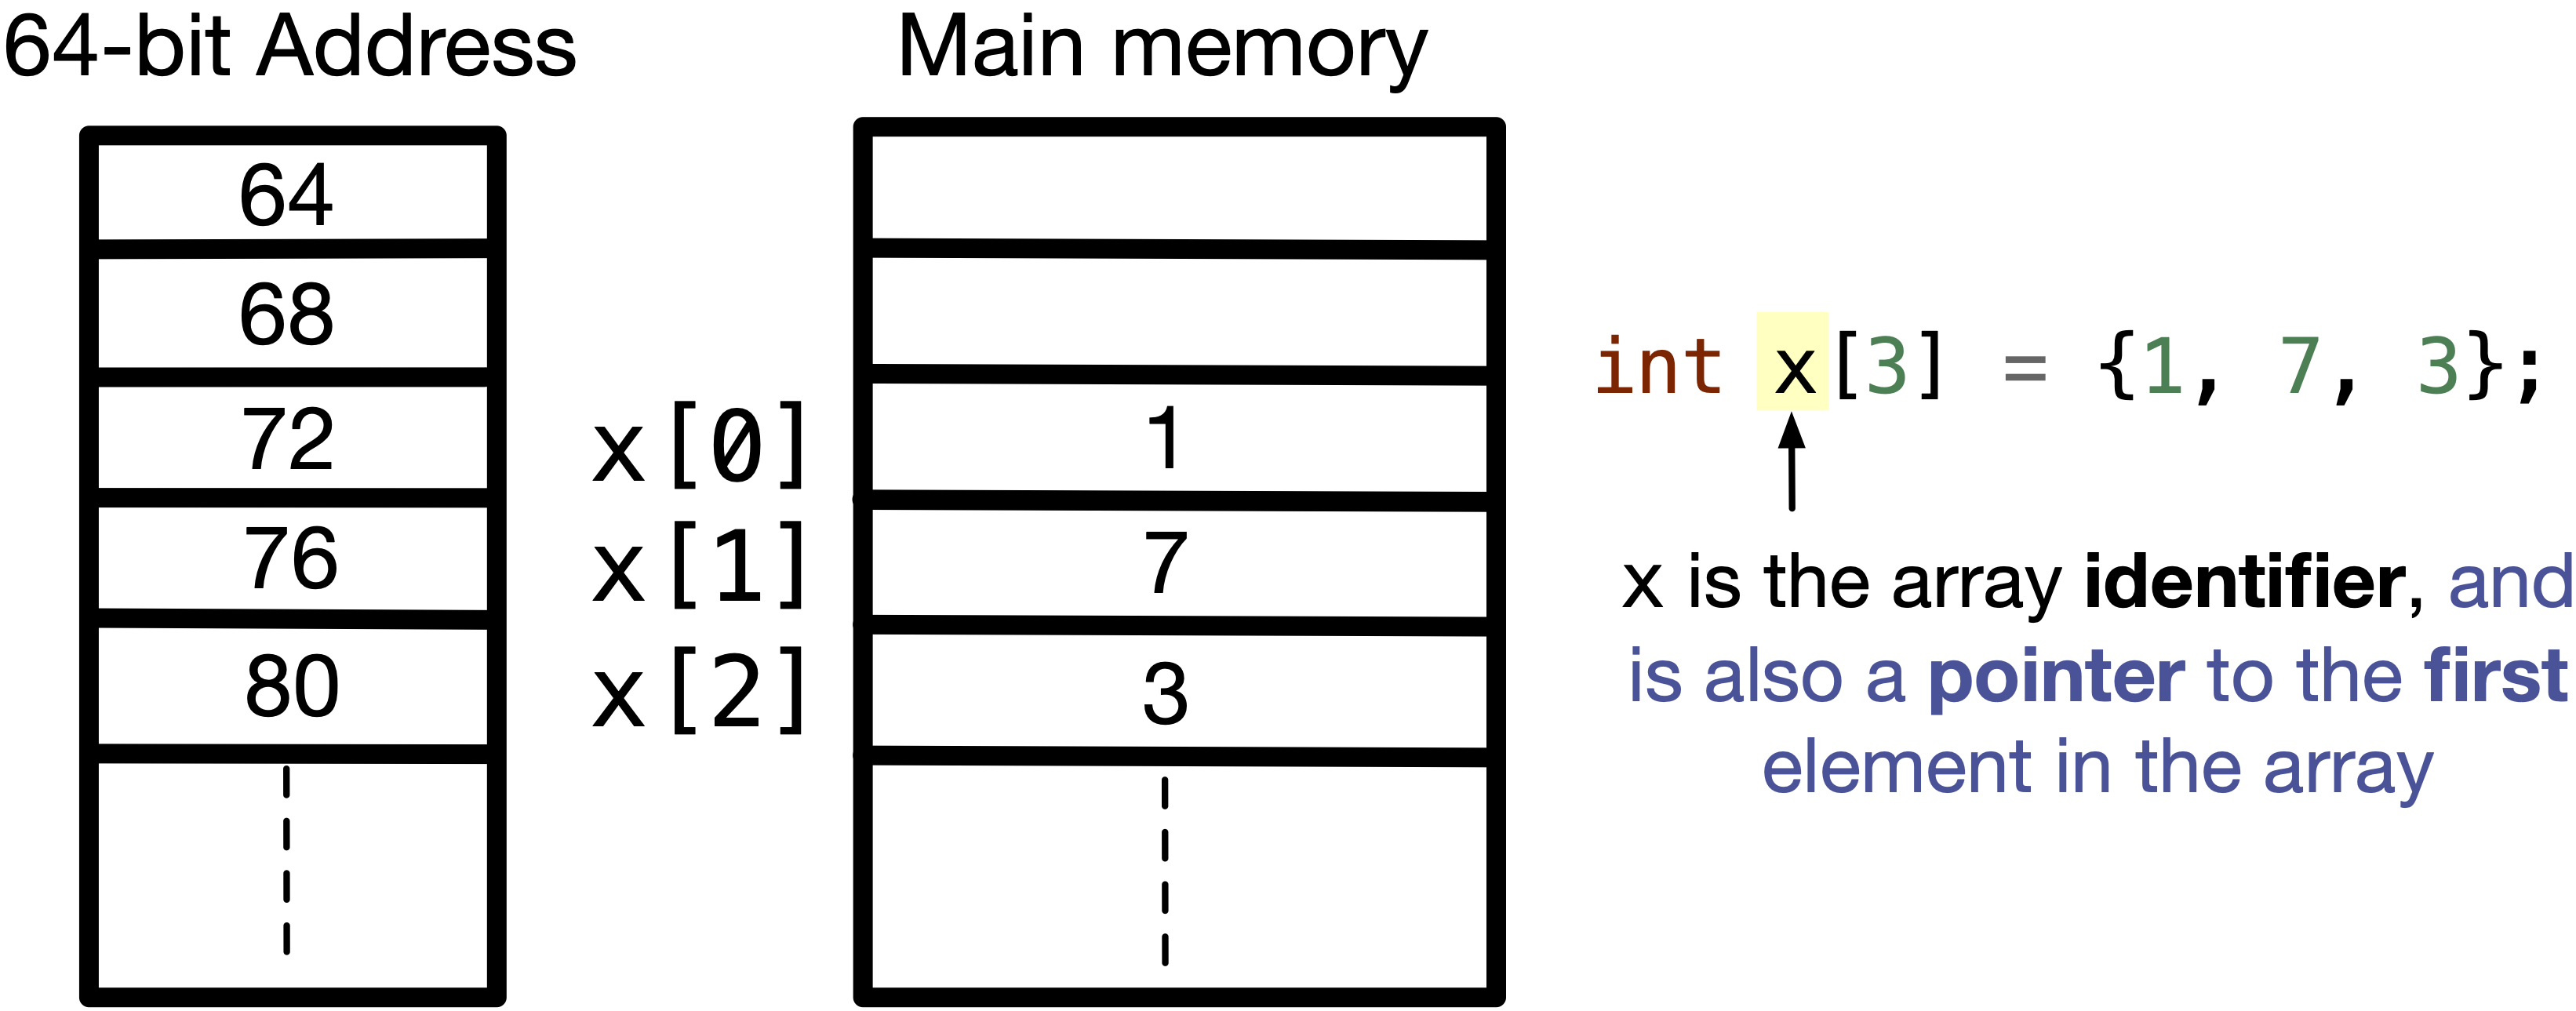 64-bit Address
Main memory
64
68
72
x[0]
1
76
x[1]
7
80
x[2]
3
int x[3] = {1, 7, 3};
x is the array identifier, and
is also a pointer to the first
element in the array